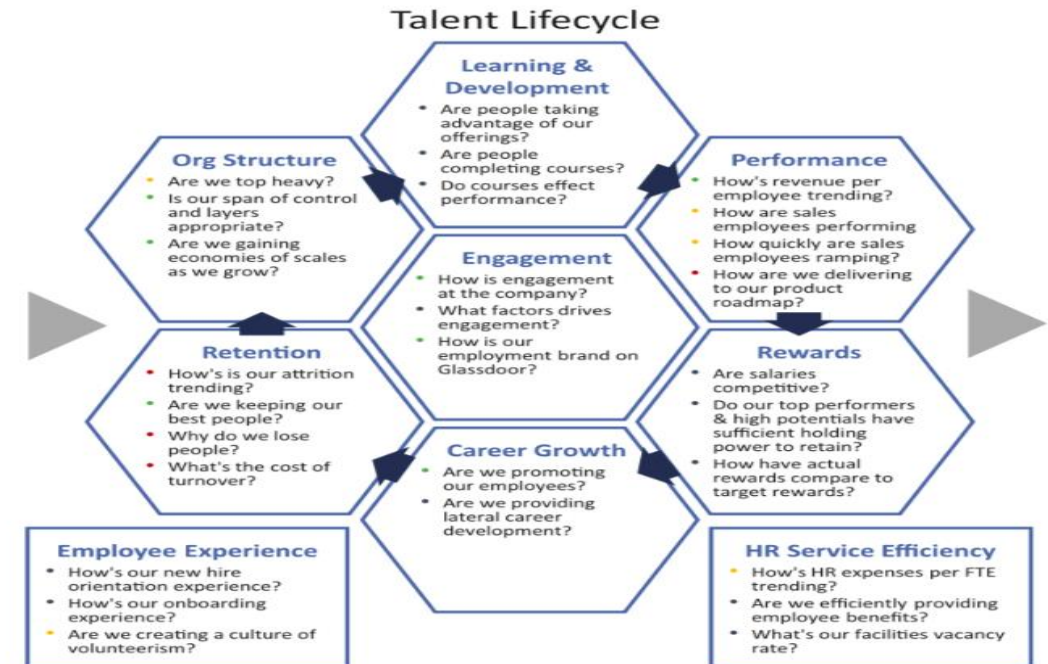 Talent Lifecycle
Learning &
Development
• Are people taking
advantage of our
offerings?
• Are people
completing courses?
• Do courses effect
performance?
Org Structure
• Are we top heavy?
• Is our span of control
and layers
appropriate?
• Are we gaining
economies of scales
as we grow?
Performance
• How's revenue per
employee trending?
• How are sales
employees performing
• How quickly are sales
employees ramping?
• How are we delivering
to our product
roadmap?
Engagement
• How is engagement
at the company?
• What factors drives
engagement?
• How is our
employment brand on
Glassdoor?
Retention
• How's is our attrition
trending?
• Are we keeping our
best people?
• Why do we lose
people?
• What's the cost of
turnover?
Rewards
• Are salaries
competitive?
• Do our top performers
& high potentials have
sufficient holding
power to retain?
• How have actual
rewards compare to
target rewards?
Career Growth
• Are we promoting
our employees?
• Are we providing
lateral career
development?
Employee Experience
• How's our new hire
orientation experience?
• How's our onboarding
experience?
• Are we creating a culture of
volunteerism?
HR Service Efficiency
• How's HR expenses per FTE
trending?
• Are we efficiently providing
employee benefits?
• What's our facilities vacancy
rate?